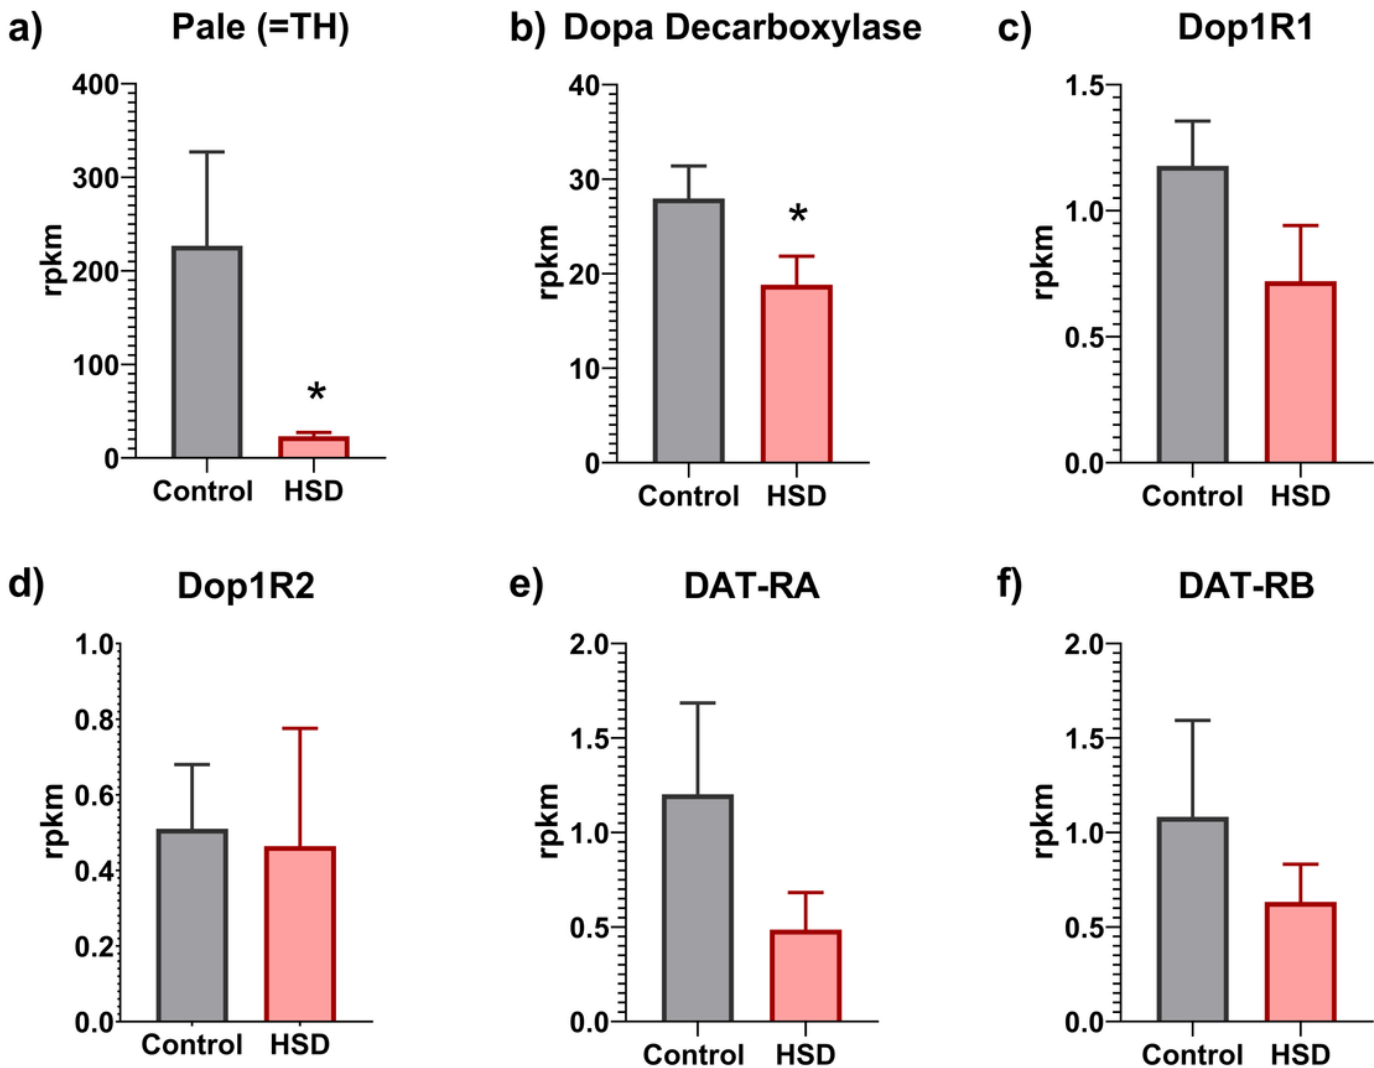 a) Pale (=TH)
400
300
200
100
0
rpkm
*
Control HSD
b) Dopa Decarboxylase
40
30
20
10
0
rpkm
*
Control HSD
c) Dop1R1
1.5
1.0
0.5
0.0
rpkm
Control HSD
d) Dop1R2
1.0
0.8
0.6
0.4
0.2
0.0
rpkm
Control HSD
e) DAT-RA
2.0
1.5
1.0
0.5
0.0
rpkm
Control HSD
f) DAT-RB
2.0
1.5
1.0
0.5
0.0
rpkm
Control HSD